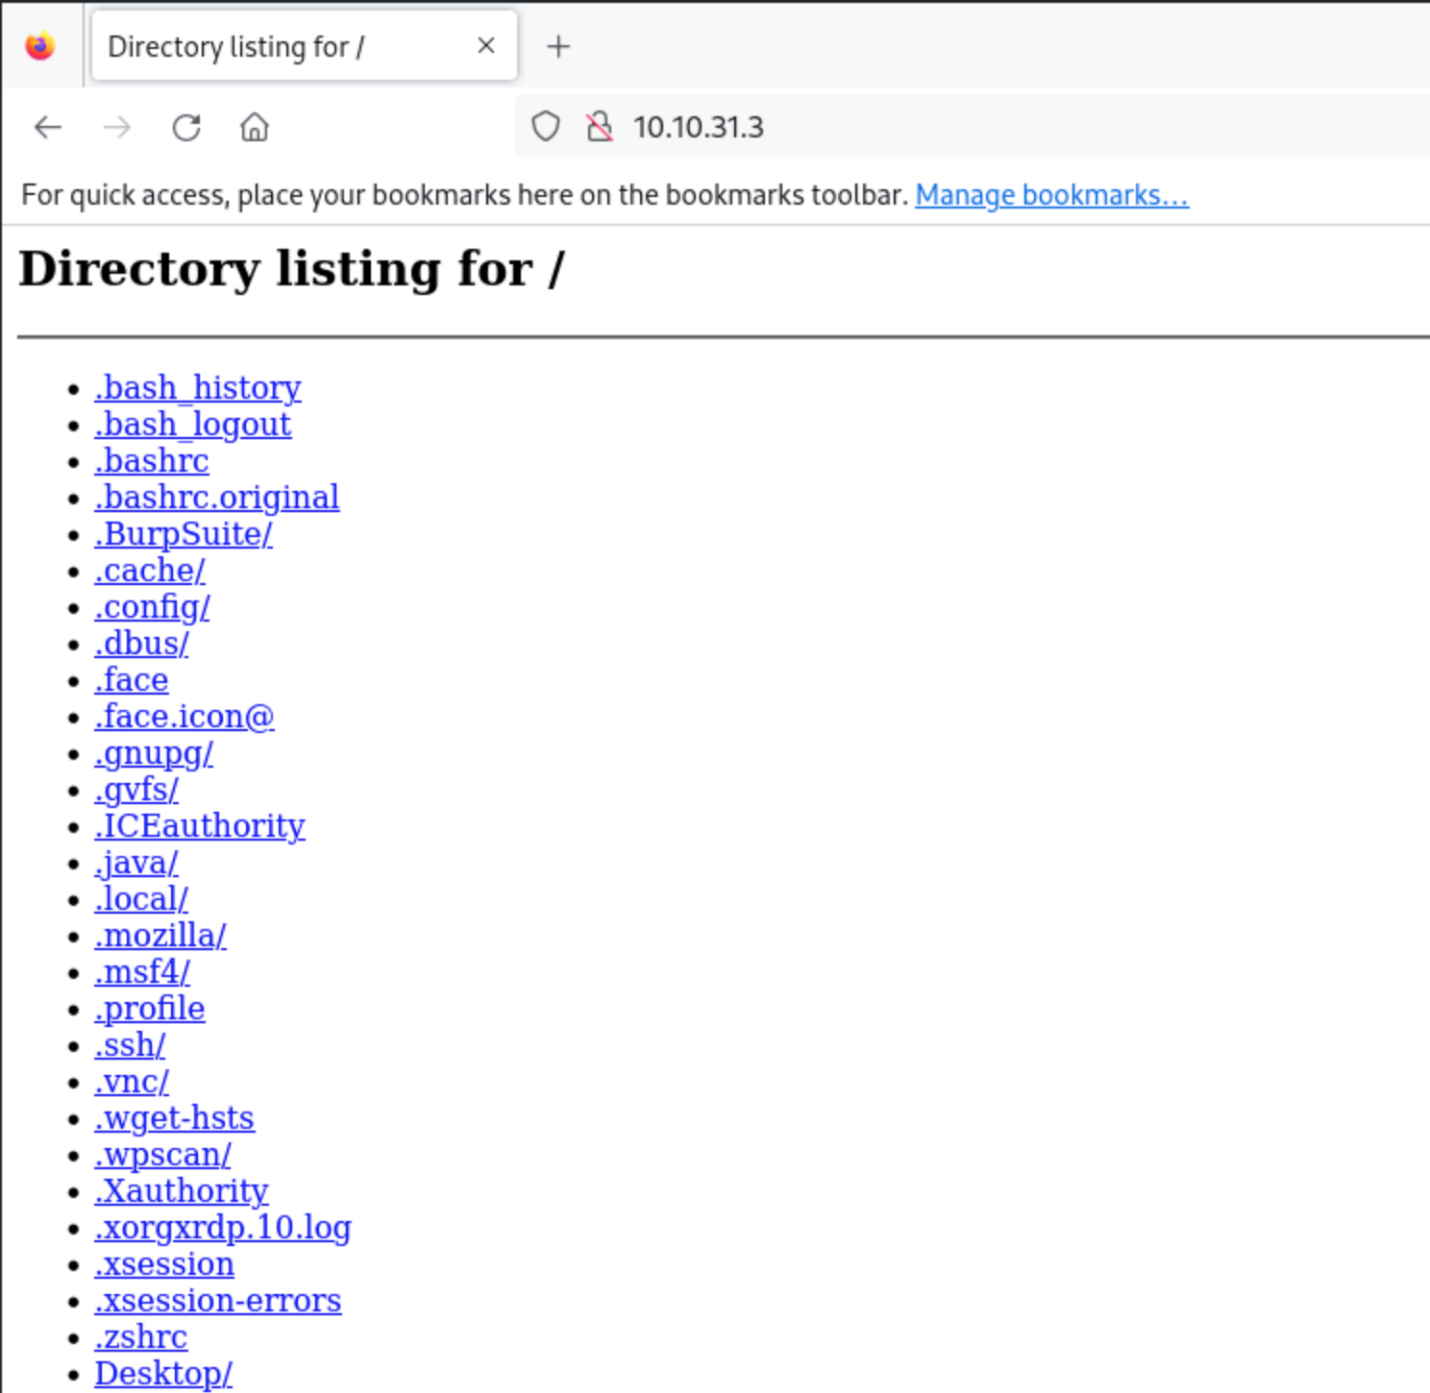 Directory listing for /
10.10.31.3
For quick access, place your bookmarks here on the bookmarks toolbar. Manage bookmarks...
Directory listing for /
.bash_history
.bash_logout
.bashrc
.bashrc.original
.BurpSuite/
.cache/
.config/
.dbus/
.face
.face.icon@
.gnupg/
.gvfs/
.ICEauthority
.java/
.local/
.mozilla/
.msf4/
.profile
.ssh/
.vnc/
.wget-hsts
.wpscan/
.Xauthority
.xorgxrdp.10.log
.xsession
.xsession-errors
.zshrc
Desktop/